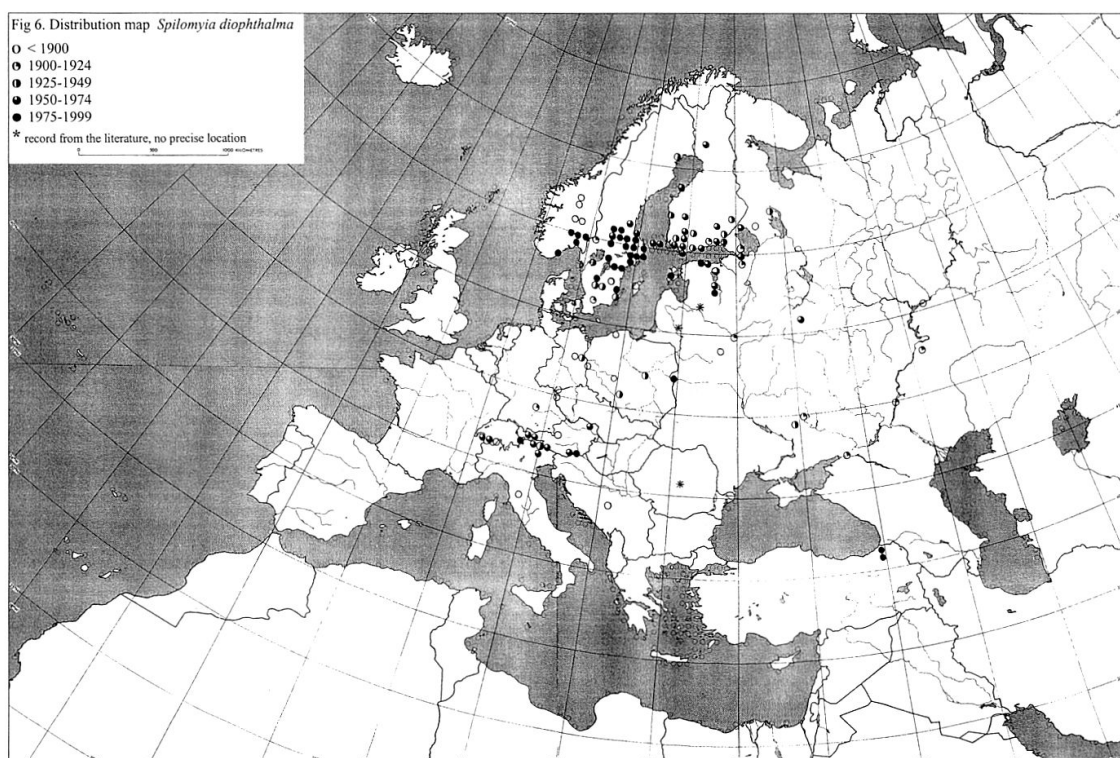 Fig 6. Distribution map Spilomyia diophthalma
< 1900
1900-1924
1925-1949
1950-1974
1975-1999
* record from the literature, no precise location